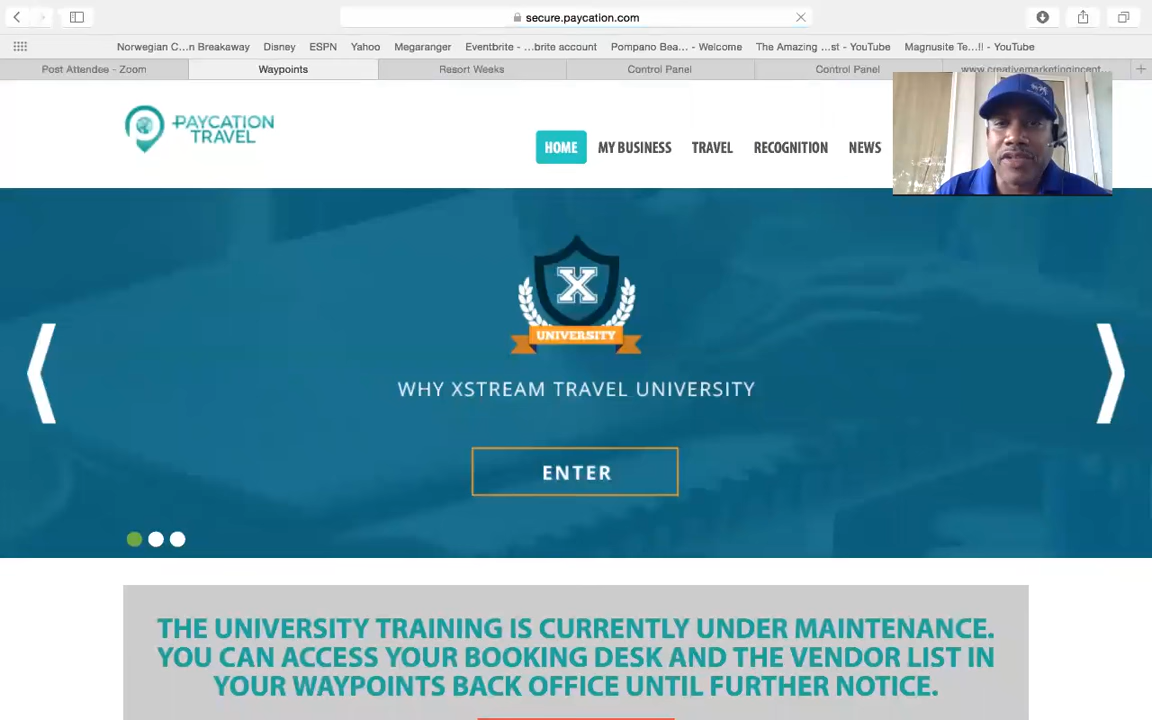 secure.paycation.com
Norwegian C...n Breakaway Disney ESPN Yahoo Megaranger Eventbrite - ...brite account Pompano Bea... - Welcome The Amazing ...st - YouTube Magnusite Te...!! - YouTube
Post Attendee - Zoom Waypoints Resort Weeks Control Panel Control Panel www.creativemarketingincent...
PAYCATION
TRAVEL
HOME MY BUSINESS TRAVEL RECOGNITION NEWS
X
UNIVERSITY
WHY XSTREAM TRAVEL UNIVERSITY
ENTER
THE UNIVERSITY TRAINING IS CURRENTLY UNDER MAINTENANCE.
YOU CAN ACCESS YOUR BOOKING DESK AND THE VENDOR LIST IN
YOUR WAYPOINTS BACK OFFICE UNTIL FURTHER NOTICE.